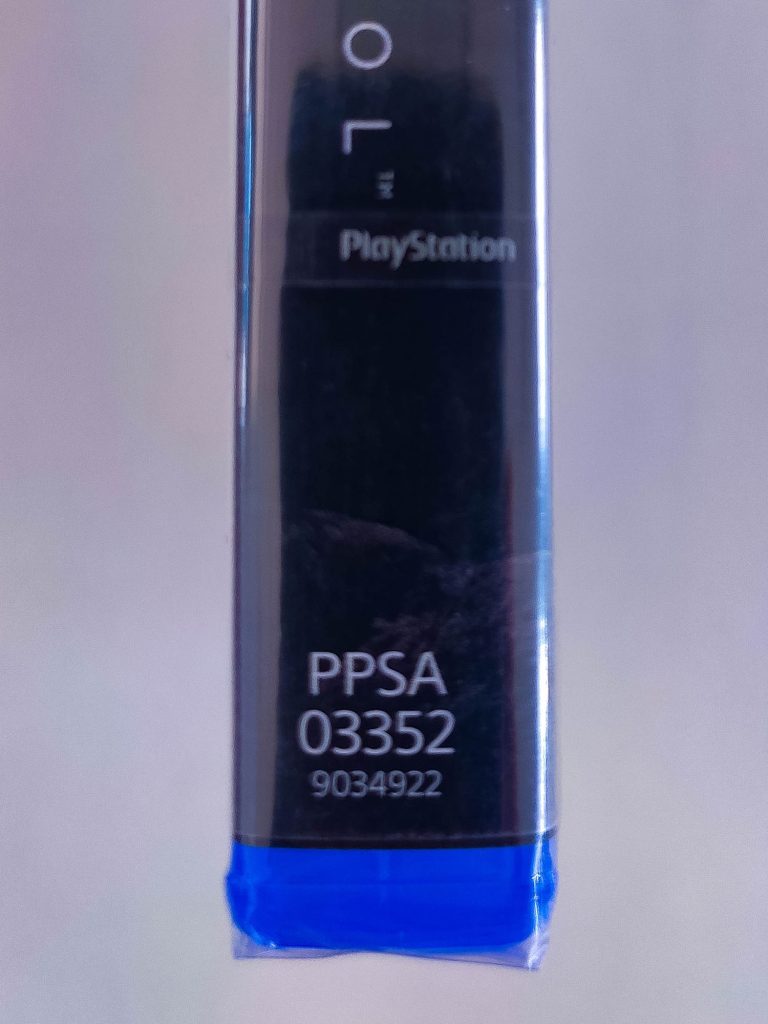 OL™
PlayStation
PPSA
03352
9034922